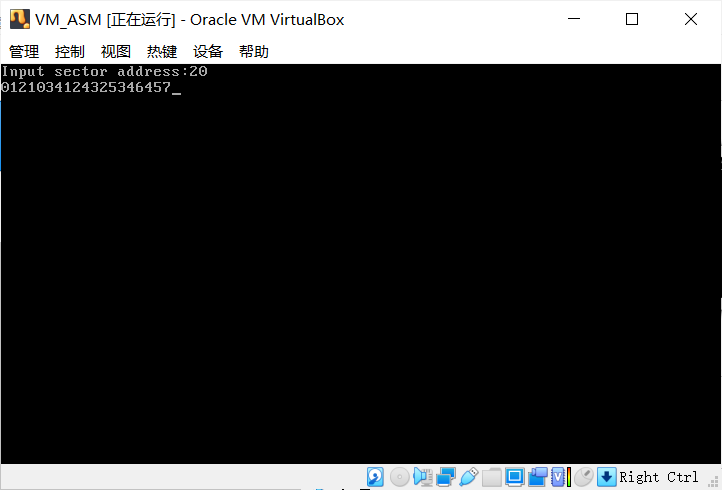 VM_ASM [正在运行] - Oracle VM VirtualBox
管理 控制 视图 热键 设备 帮助
Input sector address:20
0121034124325346457_
Right Ctrl